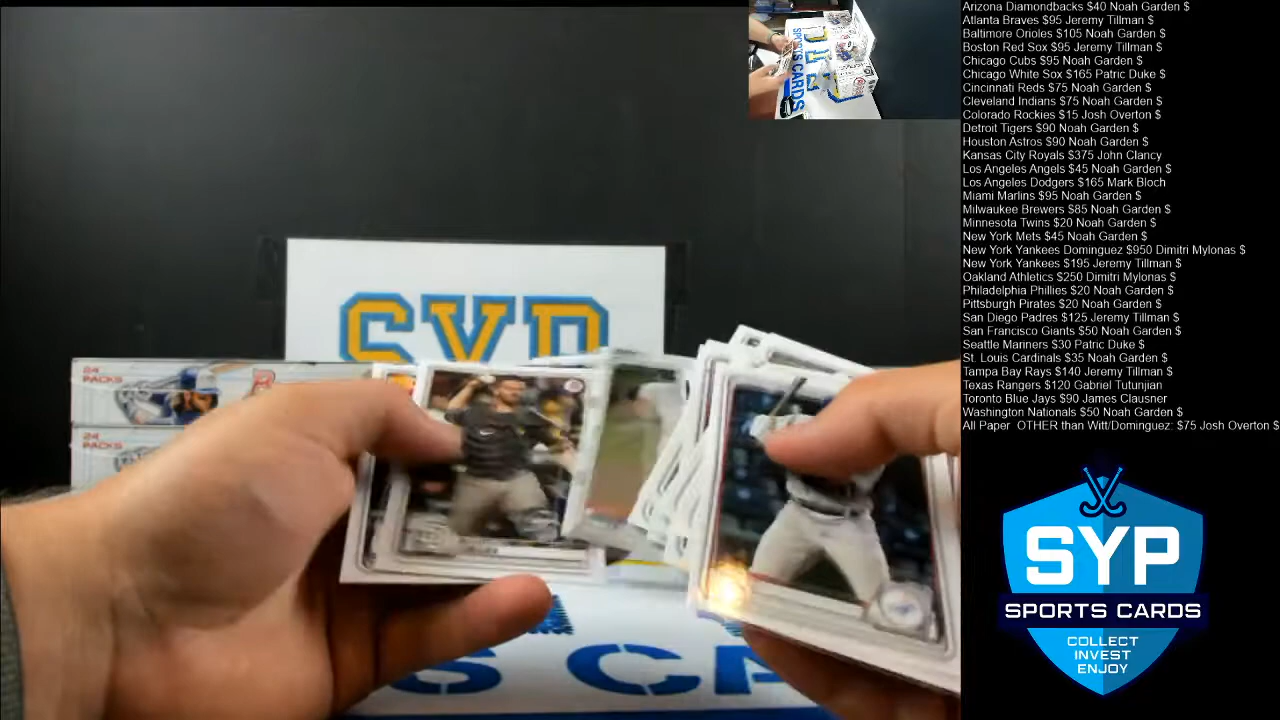 Arizona Diamondbacks $40 Noah Garden $
Atlanta Braves $95 Jeremy Tillman $
Baltimore Orioles $105 Noah Garden $
Boston Red Sox $95 Jeremy Tillman $
Chicago Cubs $95 Noah Garden $
Chicago White Sox $165 Patric Duke $
Cincinnati Reds $75 Noah Garden $
Cleveland Indians $75 Noah Garden $
Colorado Rockies $15 Josh Overton $
Detroit Tigers $90 Noah Garden $
Houston Astros $90 Noah Garden $
Kansas City Royals $375 John Clancy
Los Angeles Angels $45 Noah Garden $
Los Angeles Dodgers $165 Mark Bloch
Miami Marlins $95 Noah Garden $
Milwaukee Brewers $85 Noah Garden $
Minnesota Twins $20 Noah Garden $
New York Mets $45 Noah Garden $
New York Yankees Dominguez $950 Dimitri Mylonas $
New York Yankees $195 Jeremy Tillman $
Oakland Athletics $250 Dimitri Mylonas $
Philadelphia Phillies $20 Noah Garden $
Pittsburgh Pirates $20 Noah Garden $
San Diego Padres $125 Jeremy Tillman $
San Francisco Giants $50 Noah Garden $
Seattle Mariners $30 Patric Duke $
St. Louis Cardinals $35 Noah Garden $
Tampa Bay Rays $140 Jeremy Tillman $
Texas Rangers $120 Gabriel Tutunjian
Toronto Blue Jays $90 James Clausner
Washington Nationals $50 Noah Garden $
All Paper OTHER than Witt/Dominguez: $75 Josh Overton $
SYP
SPORTS CARDS
COLLECT
INVEST
ENJOY
SYP
24
PACKS
24
PACKS
SPORTS CARDS